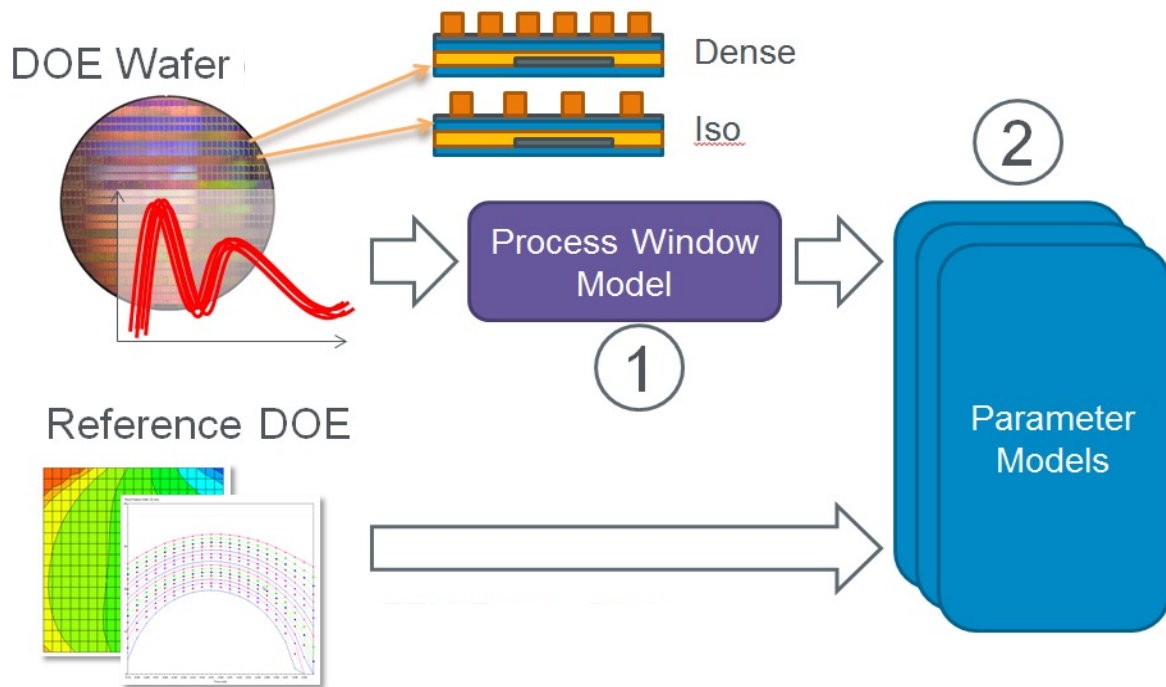 DOE Wafer
Dense
Iso
2
Process Window
Model
1
Reference DOE
Parameter
Models